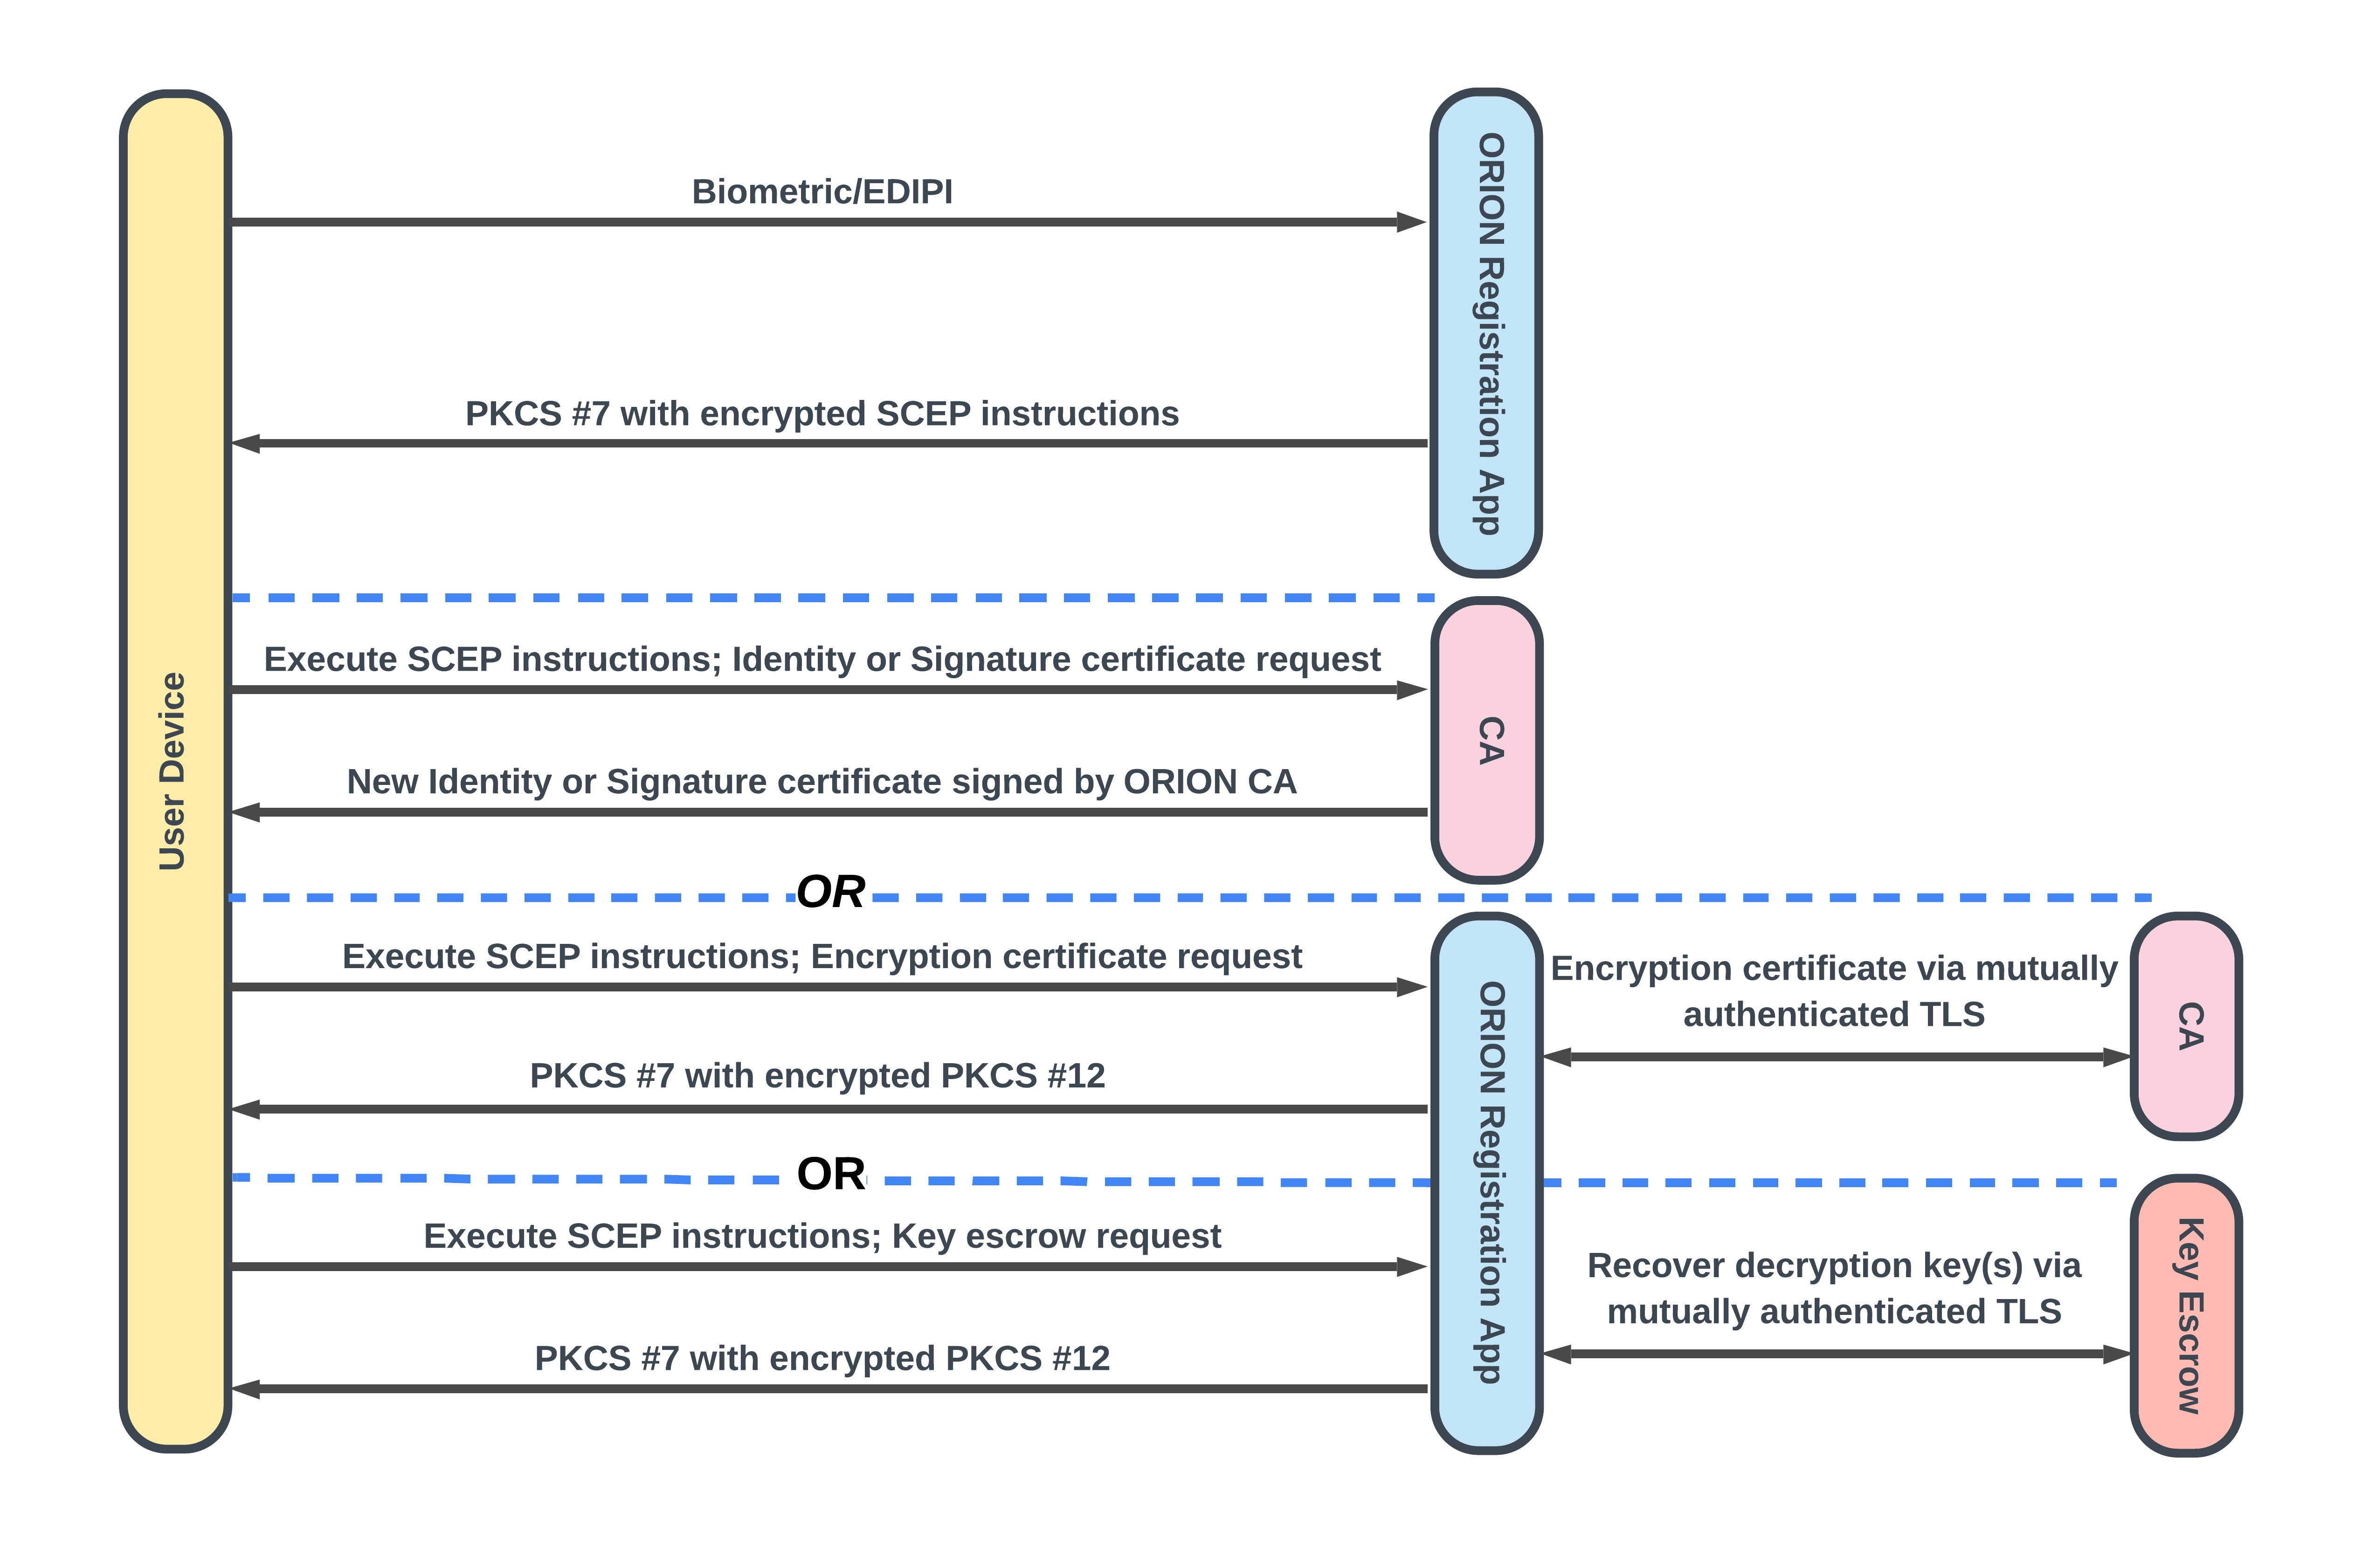 Biometric/EDIPI
ORION Registration App
PKCS #7 with encrypted SCEP instructions
User Device
Execute SCEP instructions; Identity or Signature certificate request
CA
New Identity or Signature certificate signed by ORION CA
OR
Execute SCEP instructions; Encryption certificate request
ORION Registration App
Encryption certificate via mutually
authenticated TLS
CA
PKCS #7 with encrypted PKCS #12
OR
Execute SCEP instructions; Key escrow request
Recover decryption key(s) via
mutually authenticated TLS
Key Escrow
PKCS #7 with encrypted PKCS #12